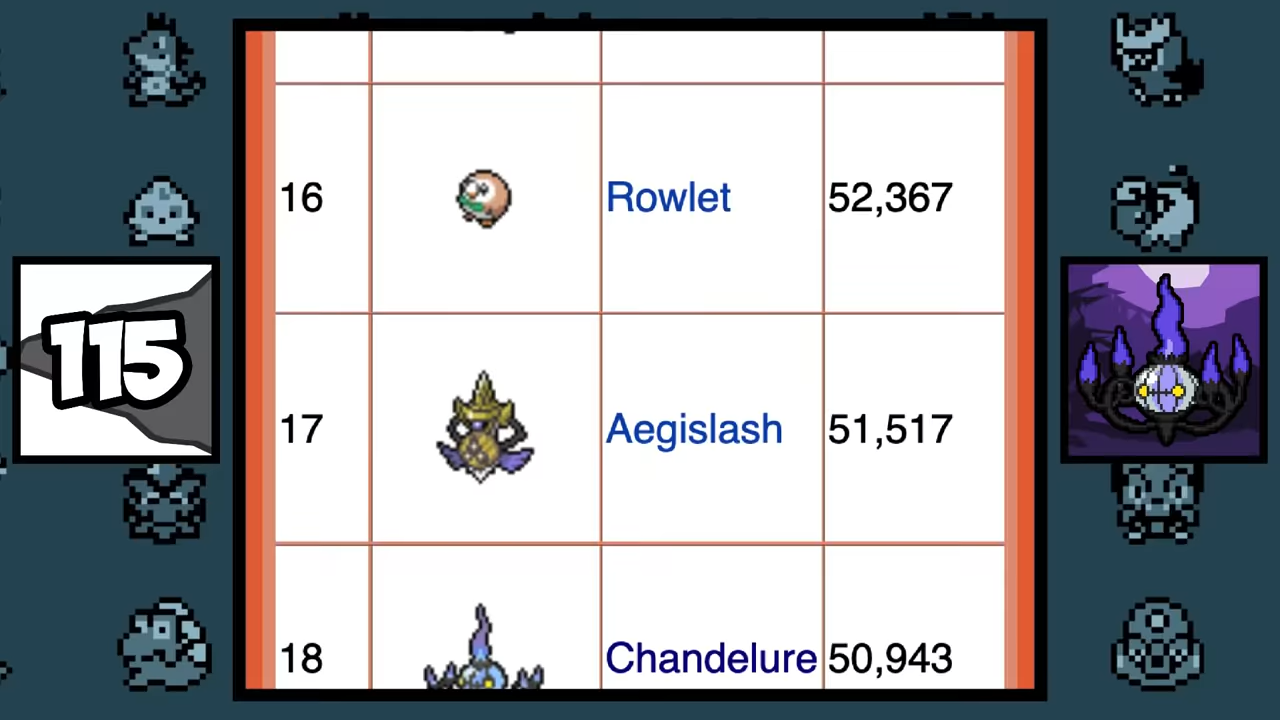 16 Rowlet 52,367
115
17 Aegislash 51,517
18 Chandelure 50,943